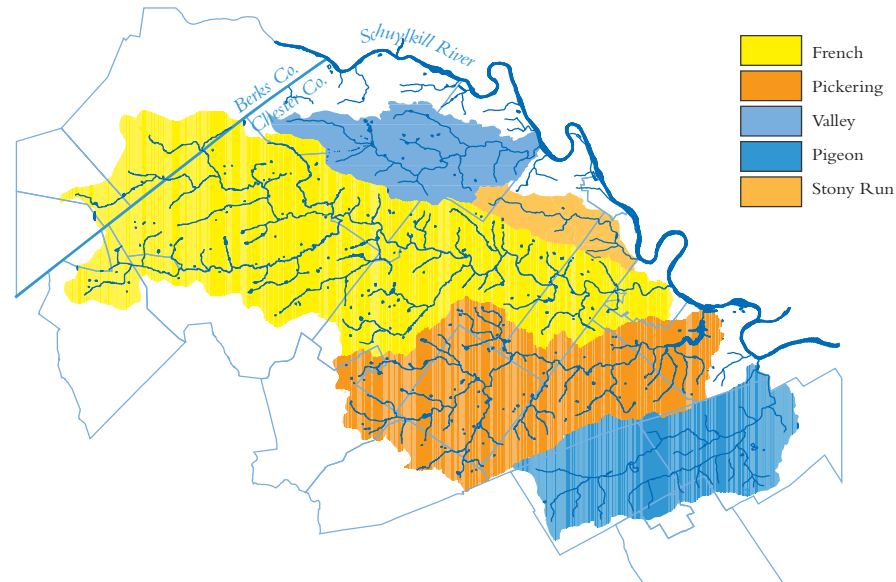 Schuylkill River
Berks Co.
Chester Co.
French
Pickering
Valley
Pigeon
Stony Run